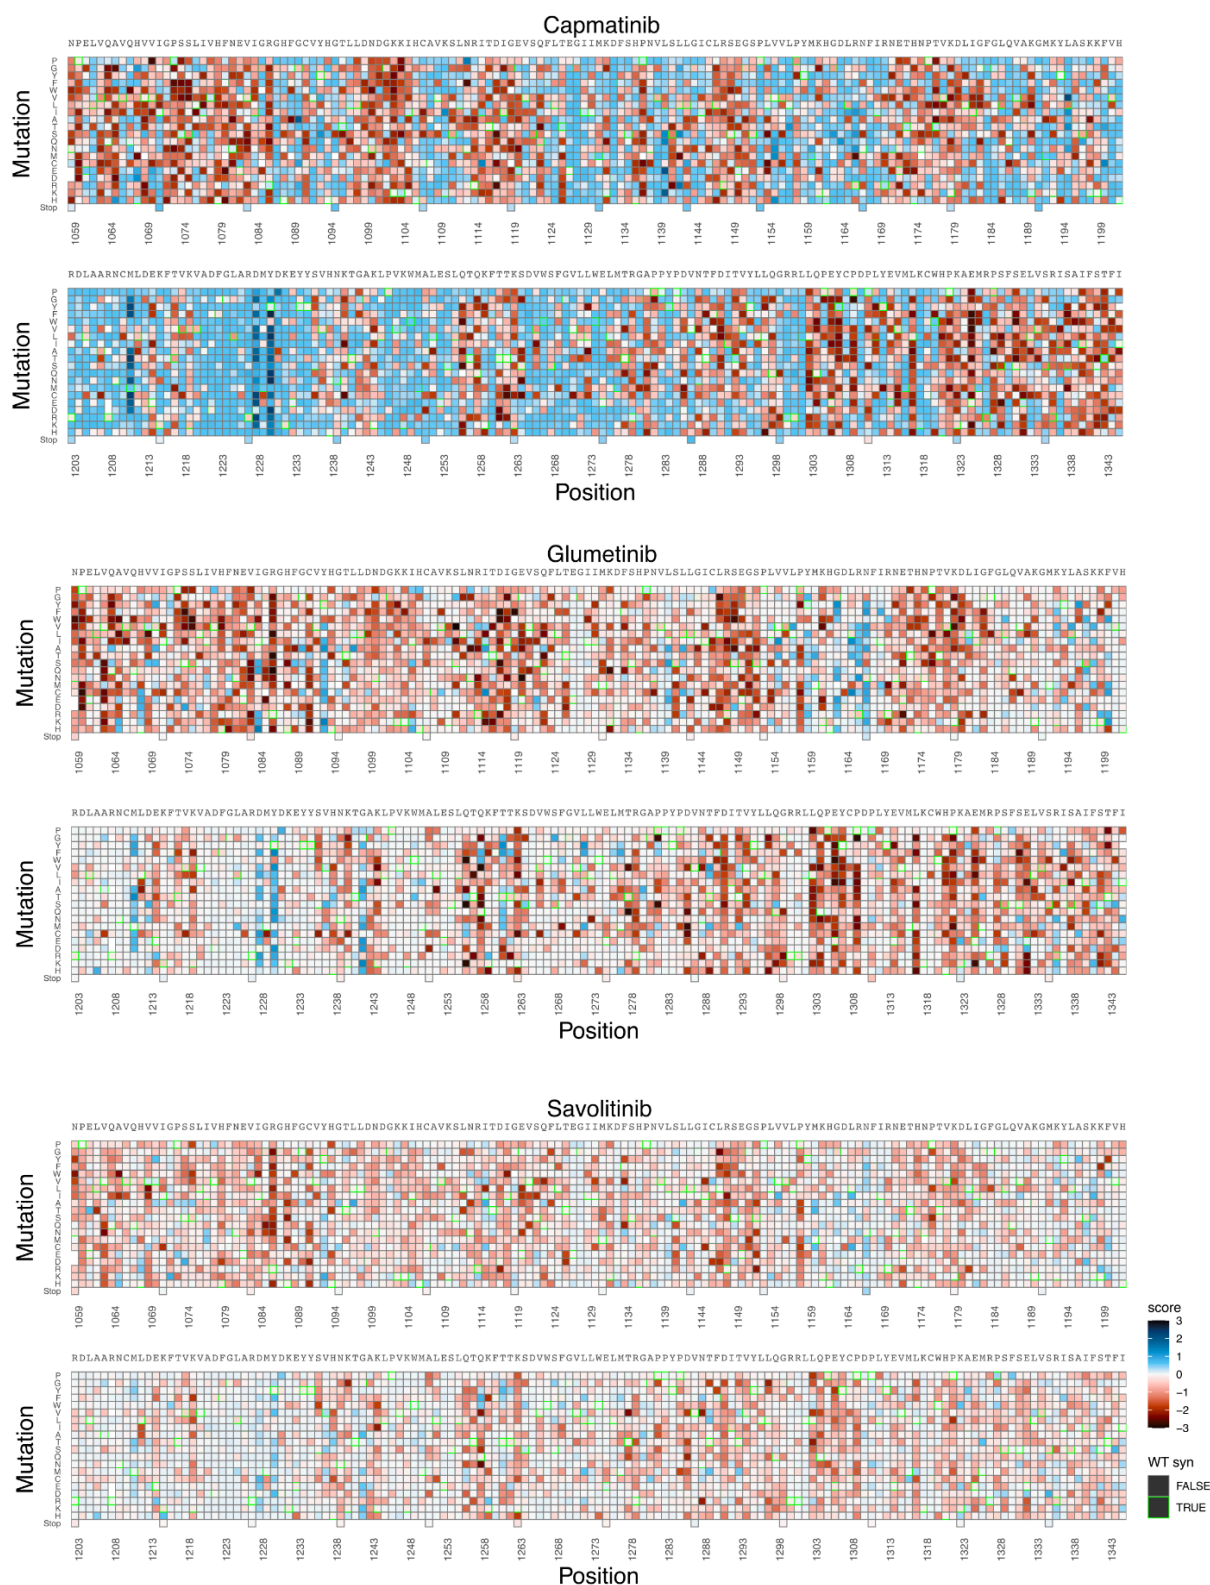 Capmatinib
NPELVQAVQHVVIGPSSLIVHFNEVIGRGHFGCVYHGTLLDNDGKKIHCAVKSLNRITDIGEVSQFLTEGIIMKDFSHPNVLSLLGICLRSEGSPLVVLPYMKHGDLRNFIRNETHNPTVKDLIGFGLQVAKGMKYLASKKFVH
Mutation
P
G
Y
F
W
V
L
I
A
T
S
Q
N
M
C
E
D
R
K
H
Stop
1059 1064 1069 1074 1079 1084 1089 1094 1099 1104 1109 1114 1119 1124 1129 1134 1139 1144 1149 1154 1159 1164 1169 1174 1179 1184 1189 1194 1199
RDLAARNCMLDEKFTVKVADFGLARDMYDKEYYSVHNKTGAKLPVKWMALESLQTQKFTTKSDVWSFGVLLWELMTRGAPPYPDVNTFDITVYLLQGRRLLQPEYCPDPLYEVMLKCWHPKAEMRPSFSELVSRISAIFSTFI
Mutation
P
G
Y
F
W
V
L
I
A
T
S
Q
N
M
C
E
D
R
K
H
Stop
1203 1208 1213 1218 1223 1228 1233 1238 1243 1248 1253 1258 1263 1268 1273 1278 1283 1288 1293 1298 1303 1308 1313 1318 1323 1328 1333 1338 1343
Position
Glumetinib
NPELVQAVQHVVIGPSSLIVHFNEVIGRGHFGCVYHGTLLDNDGKKIHCAVKSLNRITDIGEVSQFLTEGIIMKDFSHPNVLSLLGICLRSEGSPLVVLPYMKHGDLRNFIRNETHNPTVKDLIGFGLQVAKGMKYLASKKFVH
Mutation
P
G
Y
F
W
V
L
I
A
T
S
Q
N
M
C
E
D
R
K
H
Stop
1059 1064 1069 1074 1079 1084 1089 1094 1099 1104 1109 1114 1119 1124 1129 1134 1139 1144 1149 1154 1159 1164 1169 1174 1179 1184 1189 1194 1199
RDLAARNCMLDEKFTVKVADFGLARDMYDKEYYSVHNKTGAKLPVKWMALESLQTQKFTTKSDVWSFGVLLWELMTRGAPPYPDVNTFDITVYLLQGRRLLQPEYCPDPLYEVMLKCWHPKAEMRPSFSELVSRISAIFSTFI
Mutation
P
G
Y
F
W
V
L
I
A
T
S
Q
N
M
C
E
D
R
K
H
Stop
1203 1208 1213 1218 1223 1228 1233 1238 1243 1248 1253 1258 1263 1268 1273 1278 1283 1288 1293 1298 1303 1308 1313 1318 1323 1328 1333 1338 1343
Position
Savolitinib
NPELVQAVQHVVIGPSSLIVHFNEVIGRGHFGCVYHGTLLDNDGKKIHCAVKSLNRITDIGEVSQFLTEGIIMKDFSHPNVLSLLGICLRSEGSPLVVLPYMKHGDLRNFIRNETHNPTVKDLIGFGLQVAKGMKYLASKKFVH
Mutation
P
G
Y
F
W
V
L
I
A
T
S
Q
N
M
C
E
D
R
K
H
Stop
1059 1064 1069 1074 1079 1084 1089 1094 1099 1104 1109 1114 1119 1124 1129 1134 1139 1144 1149 1154 1159 1164 1169 1174 1179 1184 1189 1194 1199
RDLAARNCMLDEKFTVKVADFGLARDMYDKEYYSVHNKTGAKLPVKWMALESLQTQKFTTKSDVWSFGVLLWELMTRGAPPYPDVNTFDITVYLLQGRRLLQPEYCPDPLYEVMLKCWHPKAEMRPSFSELVSRISAIFSTFI
Mutation
P
G
Y
F
W
V
L
I
A
T
S
Q
N
M
C
E
D
R
K
H
Stop
1203 1208 1213 1218 1223 1228 1233 1238 1243 1248 1253 1258 1263 1268 1273 1278 1283 1288 1293 1298 1303 1308 1313 1318 1323 1328 1333 1338 1343
Position
score
3
2
1
0
−1
−2
−3
WT syn
FALSE
TRUE